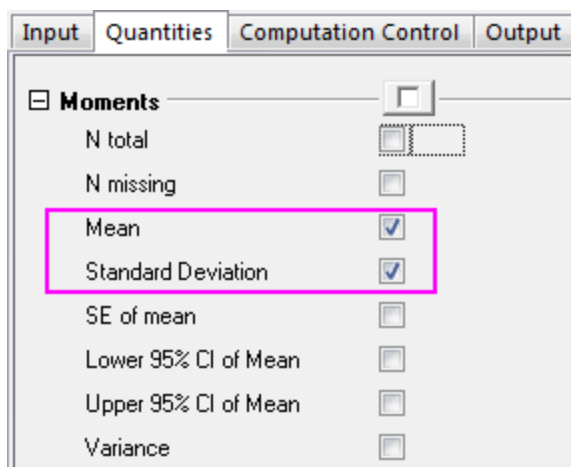 Input Quantities Computation Control Output
Moments
N total
N missing
Mean
Standard Deviation
SE of mean
Lower 95% CI of Mean
Upper 95% CI of Mean
Variance